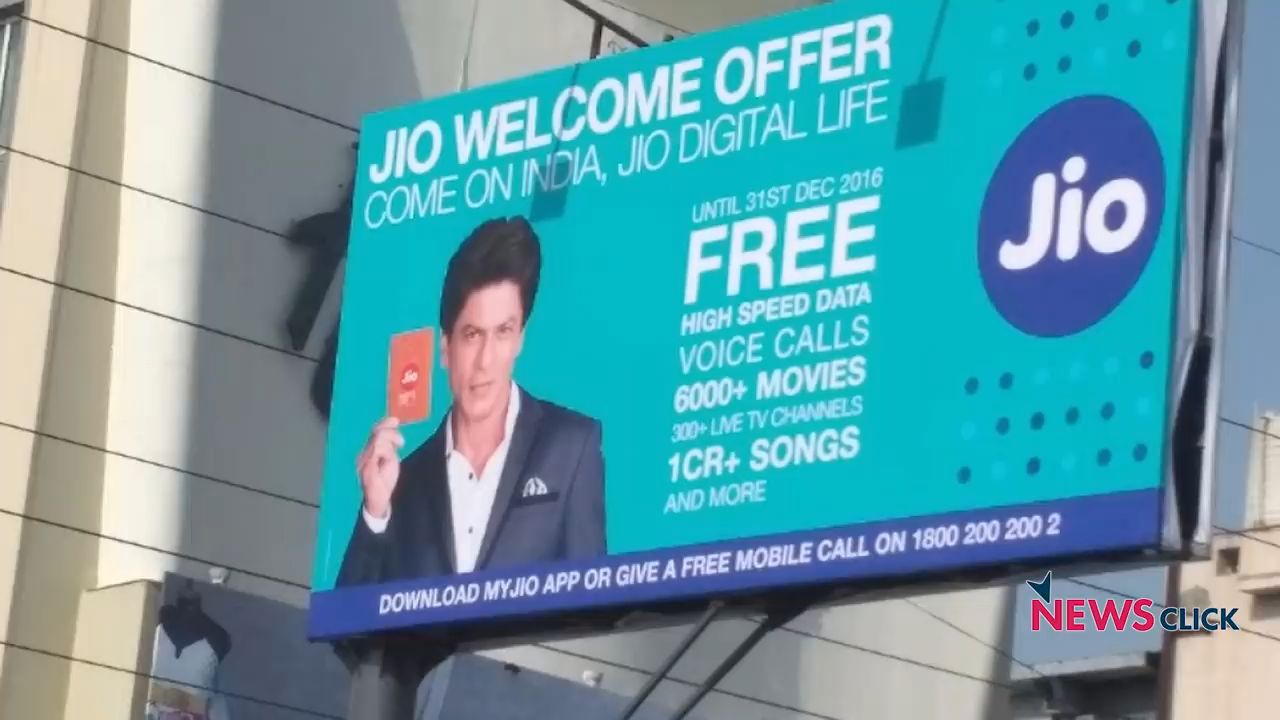 JIO WELCOME OFFER
COME ON INDIA, JIO DIGITAL LIFE
UNTIL 31ST DEC 2016
FREE
HIGH SPEED DATA
VOICE CALLS
6000+ MOVIES
300+ LIVE TV CHANNELS
1CR+ SONGS
AND MORE
Jio
Jio
DOWNLOAD MYJIO APP OR GIVE A FREE MOBILE CALL ON 1800 200 200 2
NEWSCLICK